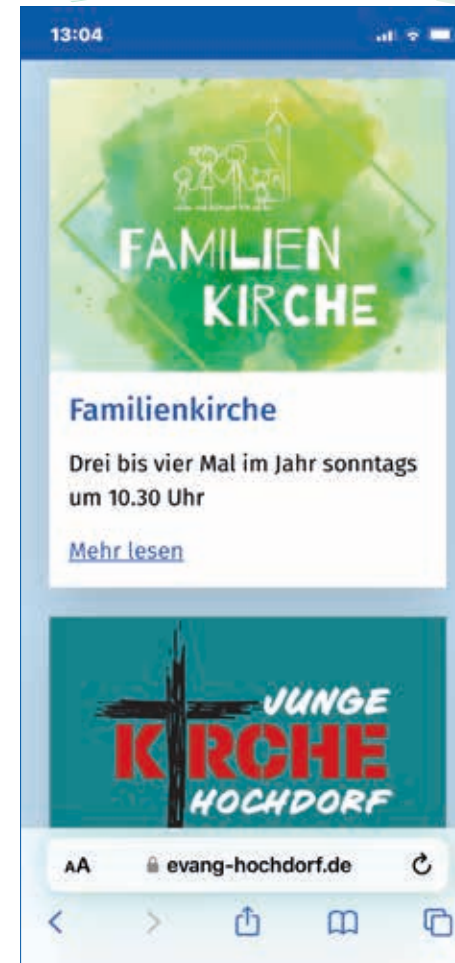 13:04
FAMILIEN
KIRCHE
Familienkirche
Drei bis vier Mal im Jahr sonntags
um 10.30 Uhr
Mehr lesen
JUNGE
KIRCHE
HOCHDORF
AA evang-hochdorf.de